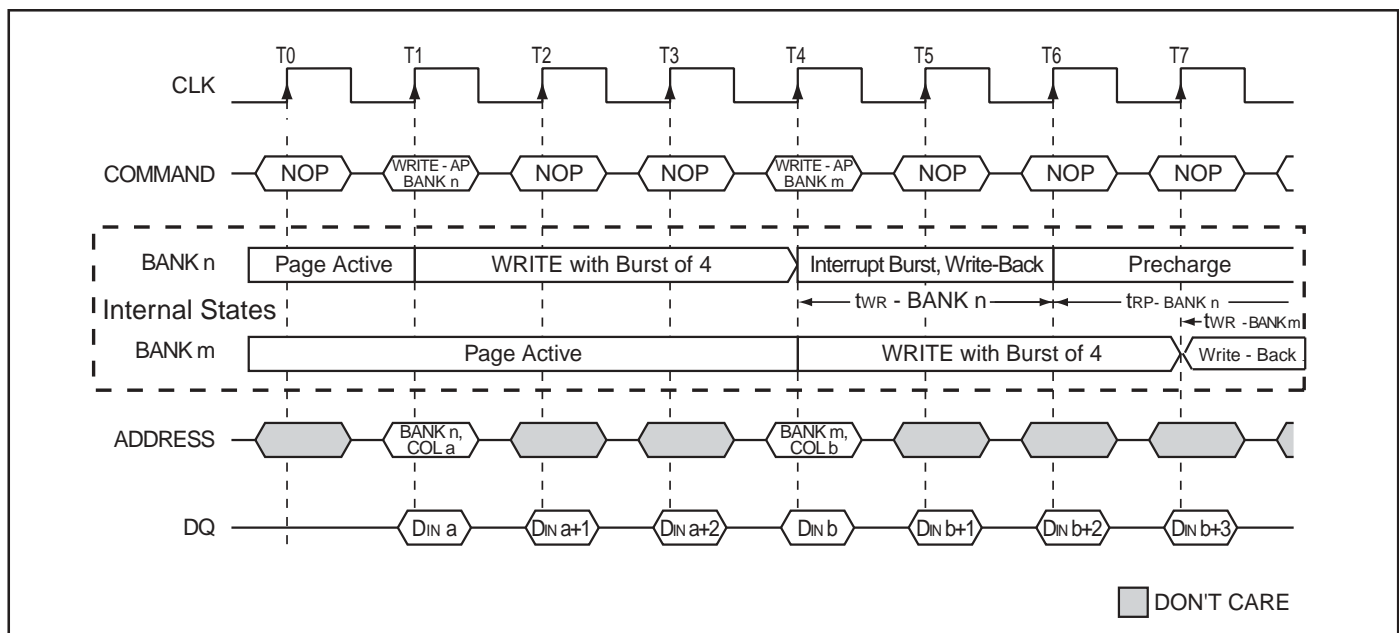 T0 T1 T2 T3 T4 T5 T6 T7
CLK
COMMAND NOP WRITE - AP BANK n NOP NOP WRITE - AP BANK m NOP NOP NOP
BANK n Page Active WRITE with Burst of 4 Interrupt Burst, Write-Back Precharge
tWR - BANK n tRP- BANK n
Internal States
tWR -BANK m
BANK m Page Active WRITE with Burst of 4 Write - Back
ADDRESS BANK n, COL a BANK m, COL b
DQ DIN a DIN a+1 DIN a+2 DIN b DIN b+1 DIN b+2 DIN b+3
DON'T CARE